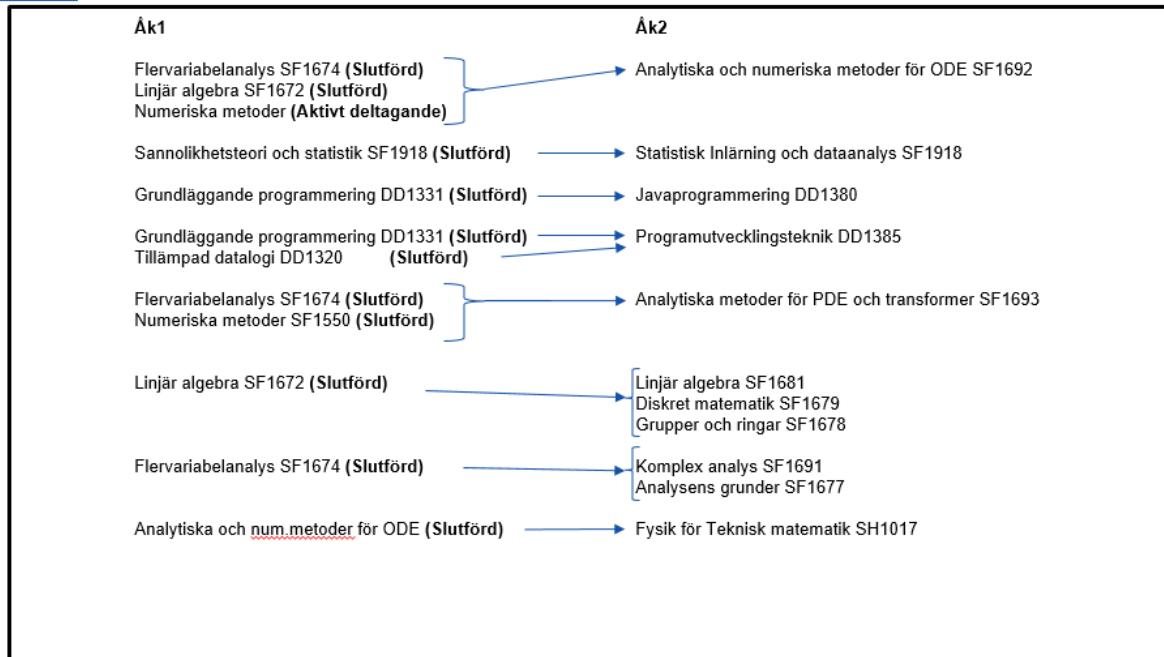 Åk1 Åk2
Flervariabelanalys SF1674 (Slutförd) Analytiska och numeriska metoder för ODE SF1692
Linjär algebra SF1672 (Slutförd)
Numeriska metoder (Aktivt deltagande)
Sannolikhetsteori och statistik SF1918 (Slutförd) Statistisk Inlärning och dataanalys SF1918
Grundläggande programmering DD1331 (Slutförd) Javaprogrammering DD1380
Grundläggande programmering DD1331 (Slutförd) Programutvecklingsteknik DD1385
Tillämpad datalogi DD1320 (Slutförd)
Flervariabelanalys SF1674 (Slutförd) Analytiska metoder för PDE och transformer SF1693
Numeriska metoder SF1550 (Slutförd)
Linjär algebra SF1672 (Slutförd) Linjär algebra SF1681
Diskret matematik SF1679
Grupper och ringar SF1678
Flervariabelanalys SF1674 (Slutförd) Komplex analys SF1691
Analysens grunder SF1677
Analytiska och num.metoder för ODE (Slutförd) Fysik för Teknisk matematik SH1017